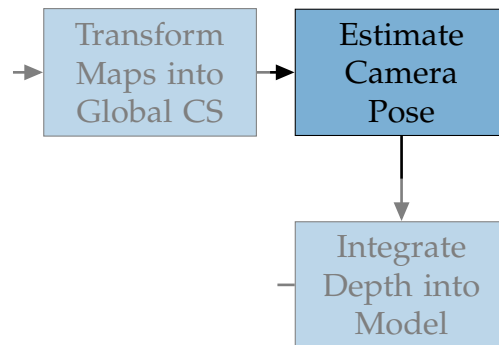 Transform
Maps into
Global CS
Estimate
Camera
Pose
Integrate
Depth into
Model